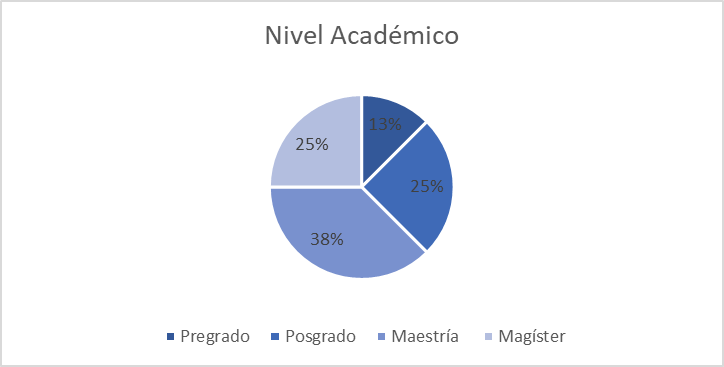 Nivel Académico
13%
25%
25%
38%
Pregrado Posgrado Maestría Magíster